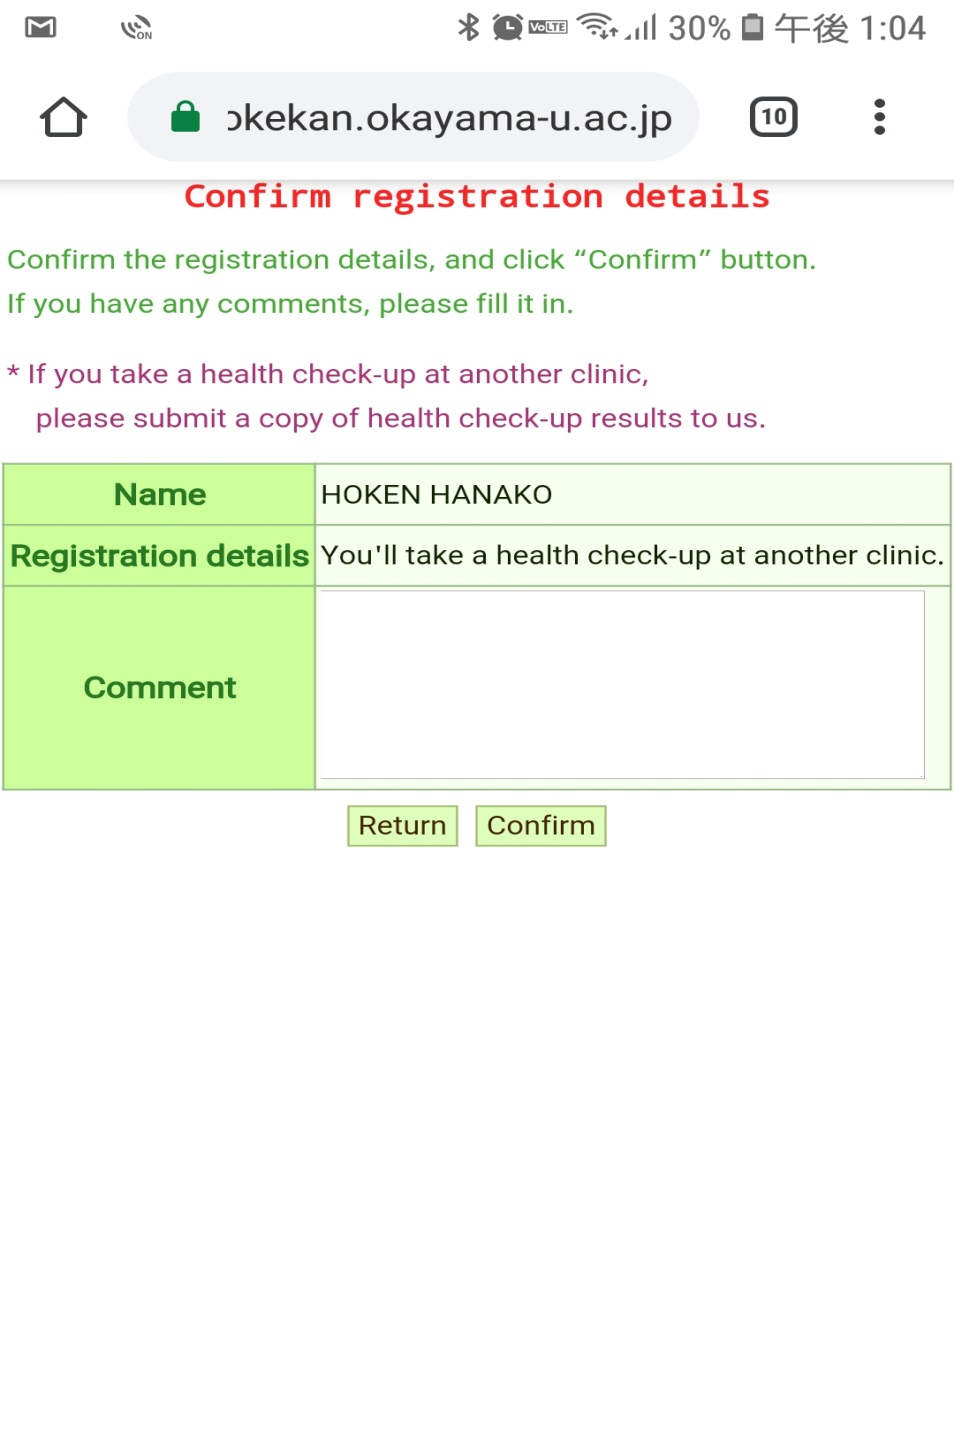 ON VoLTE 30% 午後 1:04
okekan.okayama-u.ac.jp 10
Confirm registration details
Confirm the registration details, and click “Confirm” button.
If you have any comments, please fill it in.
* If you take a health check-up at another clinic,
please submit a copy of health check-up results to us.
Name HOKEN HANAKO
Registration details You'll take a health check-up at another clinic.
Comment
Return Confirm